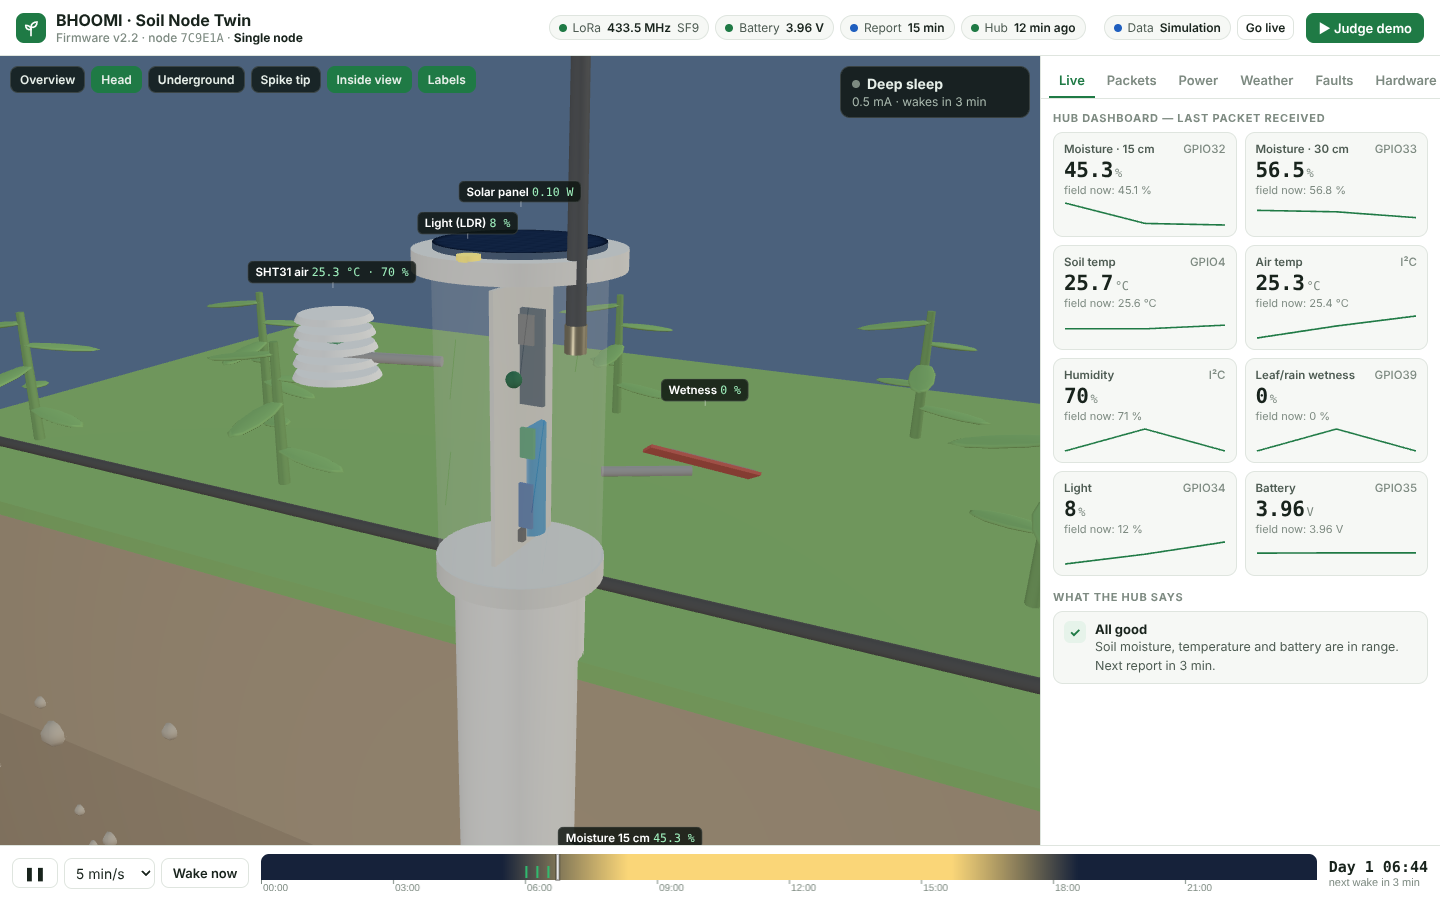 BHOOMI · Soil Node Twin
Firmware v2.2 · node 7C9E1A · Single node
LoRa 433.5 MHz SF9
Battery 3.96 V
Report 15 min
Hub 12 min ago
Data Simulation
Go live
▶ Judge demo
Overview
Head
Underground
Spike tip
Inside view
Labels
Deep sleep
0.5 mA · wakes in 3 min
Solar panel 0.10 W
Light (LDR) 8 %
SHT31 air 25.3 °C · 70 %
Wetness 0 %
Moisture 15 cm 45.3 %
Live
Packets
Power
Weather
Faults
Hardware
HUB DASHBOARD — LAST PACKET RECEIVED
Moisture · 15 cm GPIO32
45.3 %
field now: 45.1 %
Moisture · 30 cm GPIO33
56.5 %
field now: 56.8 %
Soil temp GPIO4
25.7 °C
field now: 25.6 °C
Air temp I²C
25.3 °C
field now: 25.4 °C
Humidity I²C
70 %
field now: 71 %
Leaf/rain wetness GPIO39
0 %
field now: 0 %
Light GPIO34
8 %
field now: 12 %
Battery GPIO35
3.96 V
field now: 3.96 V
WHAT THE HUB SAYS
All good
Soil moisture, temperature and battery are in range.
Next report in 3 min.
5 min/s
Wake now
00:00
03:00
06:00
09:00
12:00
15:00
18:00
21:00
Day 1 06:44
next wake in 3 min